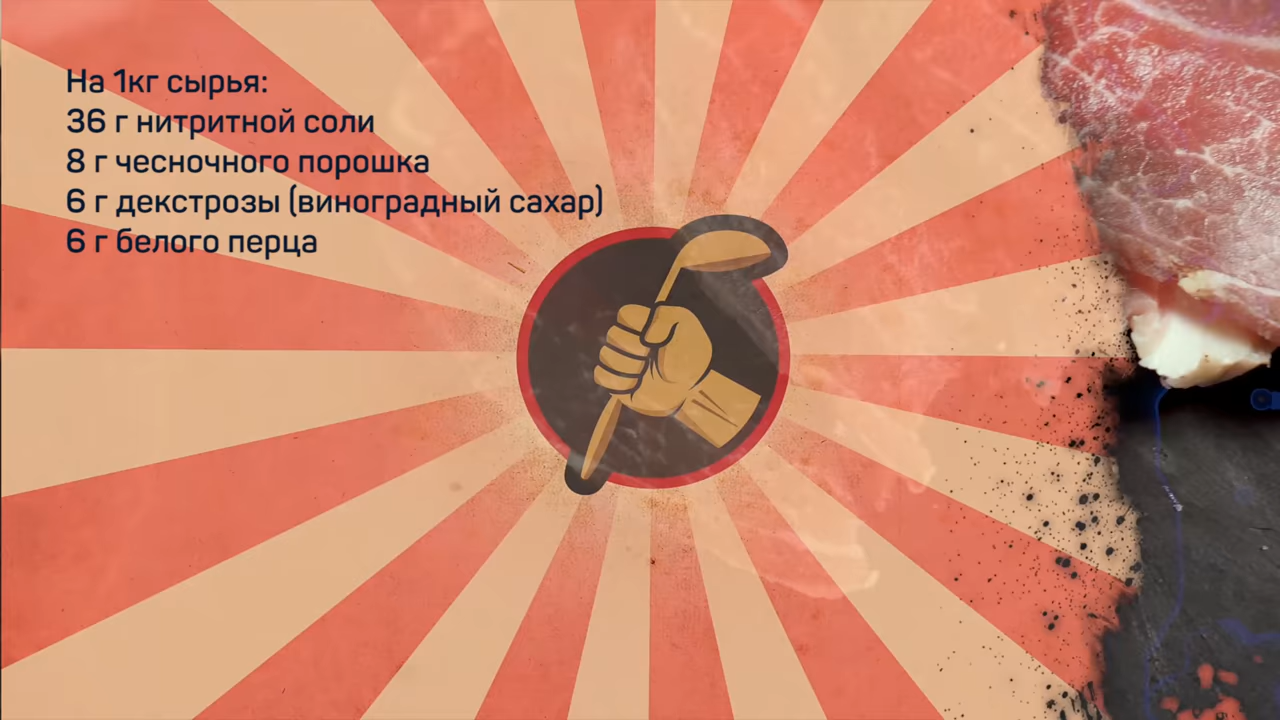 На 1кг сырья:
36 г нитритной соли
8 г чесночного порошка
6 г декстрозы (виноградный сахар)
6 г белого перца